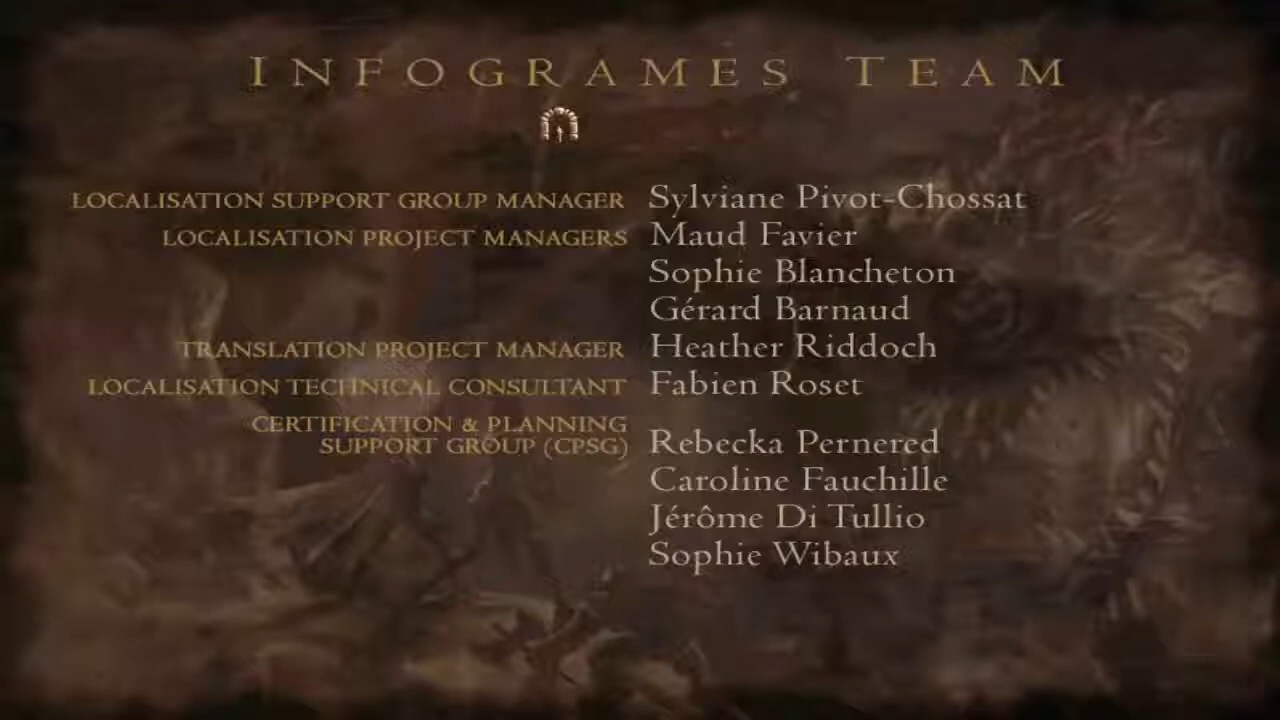 INFOGRAMES TEAM
LOCALISATION SUPPORT GROUP MANAGER Sylviane Pivot-Chossat
LOCALISATION PROJECT MANAGERS Maud Favier
Sophie Blancheton
Gérard Barnaud
TRANSLATION PROJECT MANAGER Heather Riddoch
LOCALISATION TECHNICAL CONSULTANT Fabien Roset
CERTIFICATION & PLANNING
SUPPORT GROUP (CPSG) Rebecka Pernered
Caroline Fauchille
Jérôme Di Tullio
Sophie Wibaux